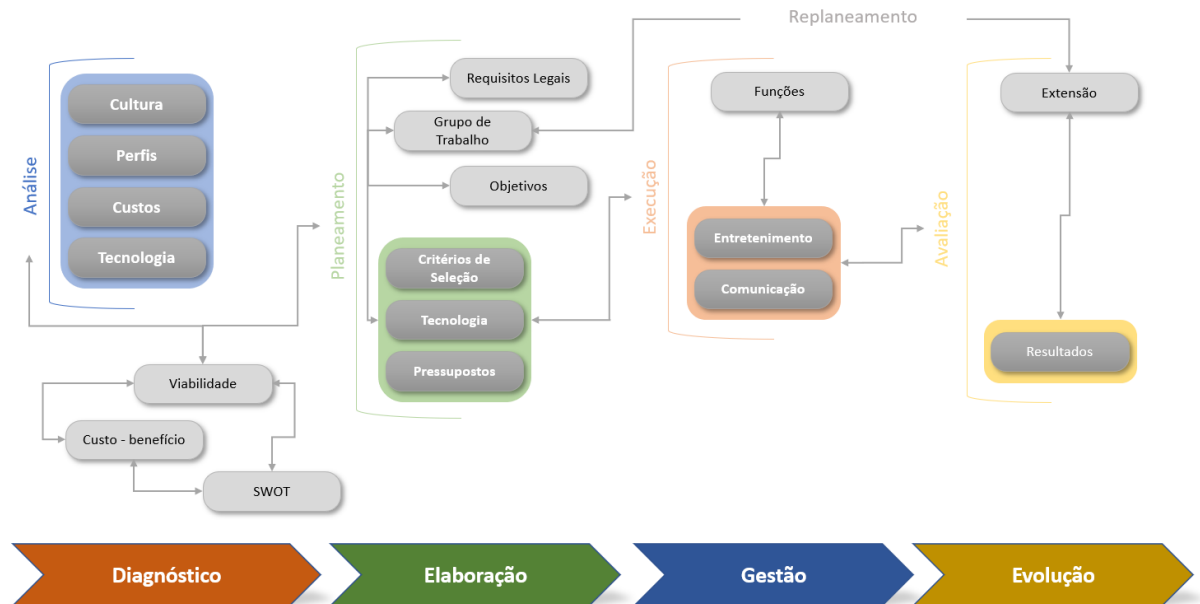 Replaneamento
Análise
Cultura
Perfis
Custos
Tecnologia
Viabilidade
Custo - benefício
SWOT
Planeamento
Requisitos Legais
Grupo de
Trabalho
Objetivos
Critérios de
Seleção
Tecnologia
Pressupostos
Execução
Funções
Entretenimento
Comunicação
Avaliação
Extensão
Resultados
Diagnóstico
Elaboração
Gestão
Evolução